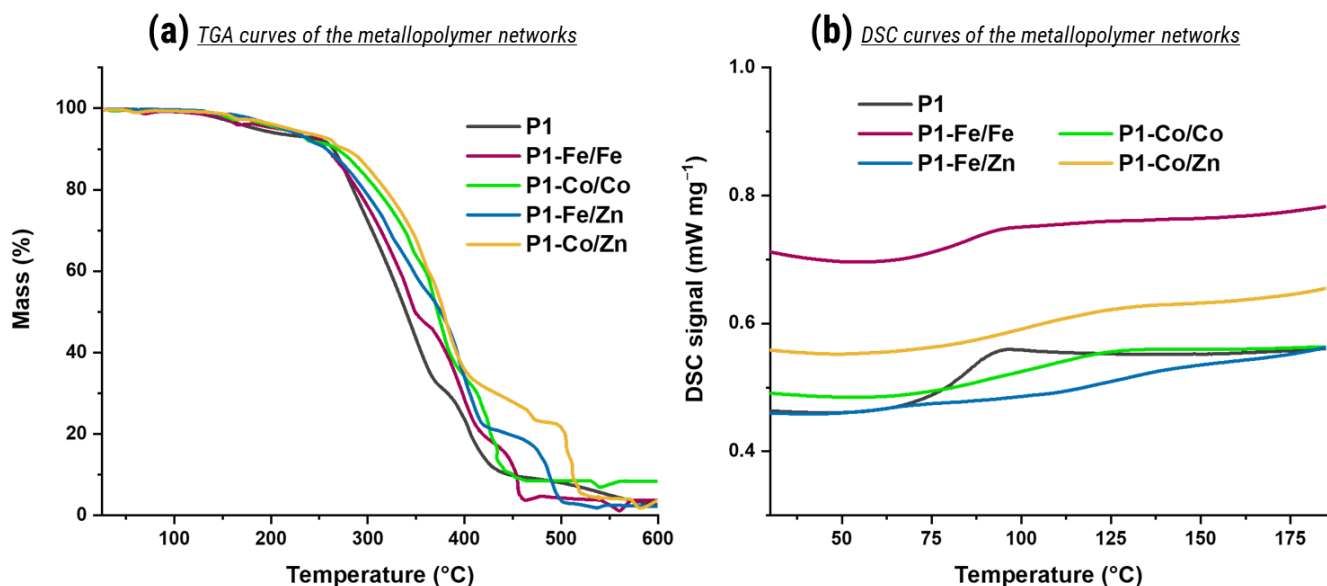 (a) TGA curves of the metallopolymer networks
Mass (%)
100
80
60
40
20
0
P1
P1-Fe/Fe
P1-Co/Co
P1-Fe/Zn
P1-Co/Zn
100 200 300 400 500 600
Temperature (°C)
(b) DSC curves of the metallopolymer networks
DSC signal (mW mg⁻¹)
1.0
0.8
0.6
0.4
P1
P1-Fe/Fe P1-Co/Co
P1-Fe/Zn P1-Co/Zn
50 75 100 125 150 175
Temperature (°C)